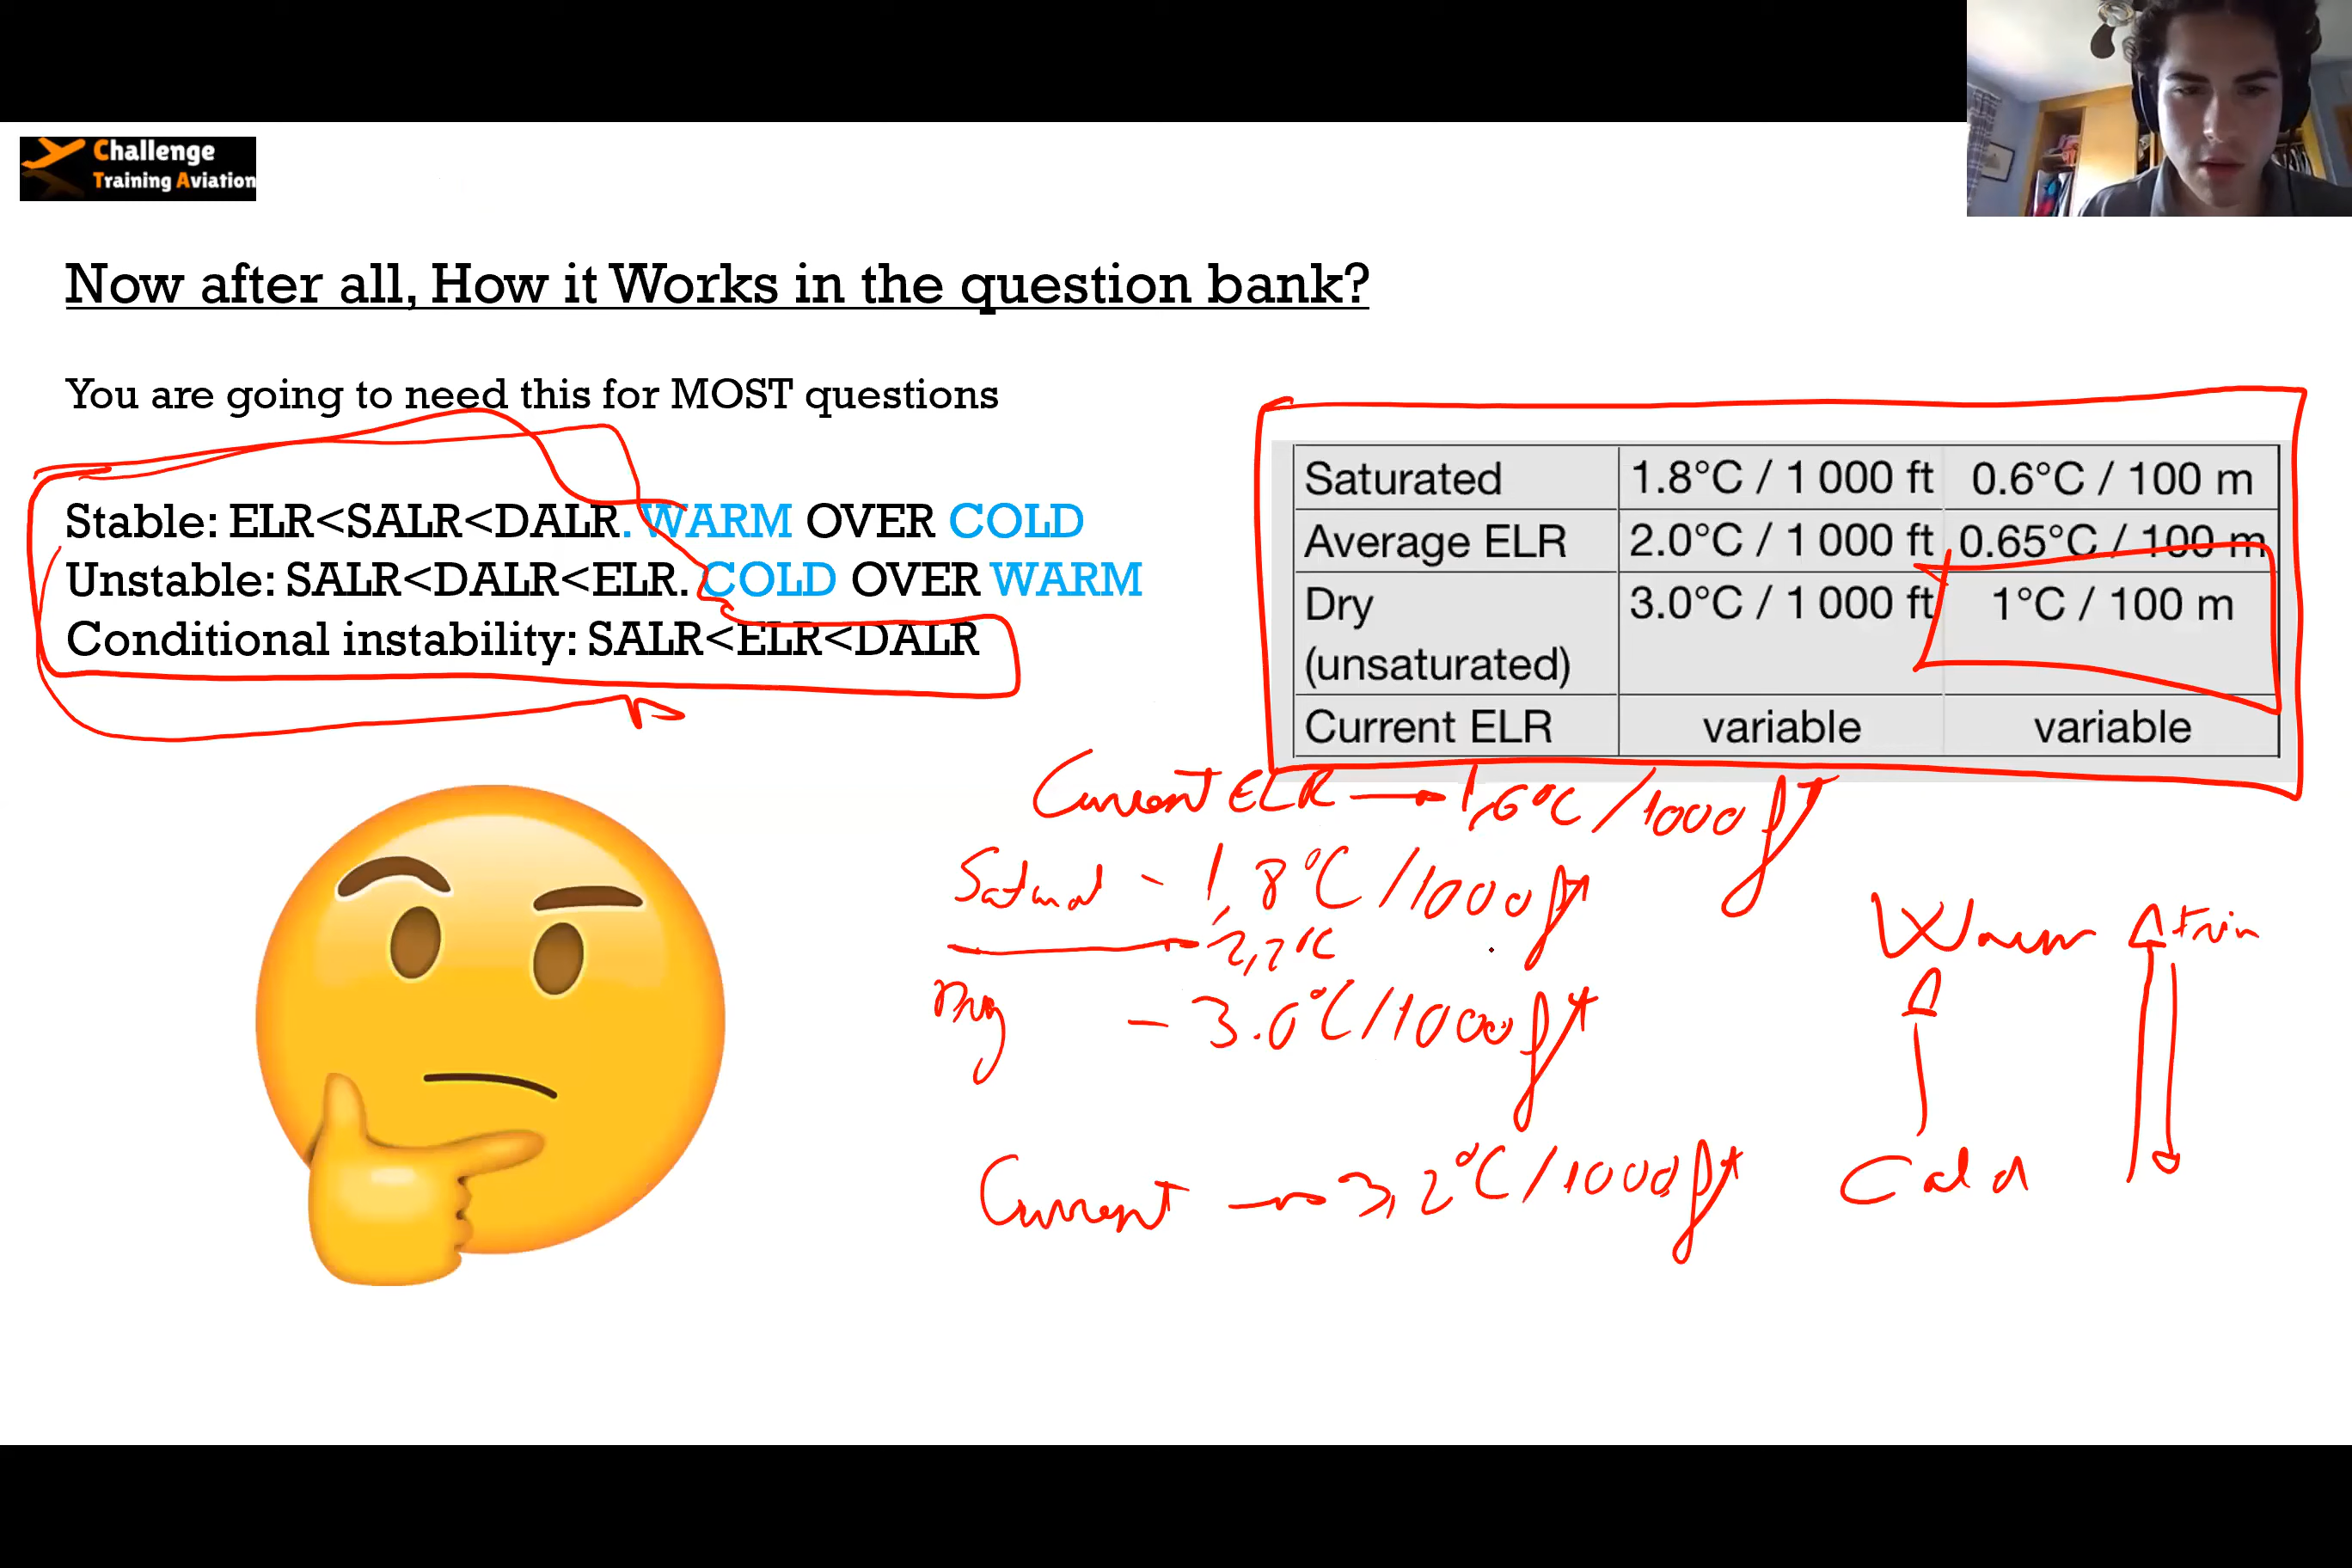 Challenge
Training Aviation
Now after all, How it Works in the question bank?
You are going to need this for MOST questions
Stable: ELR<SALR<DALR. WARM OVER COLD
Unstable: SALR<DALR<ELR. COLD OVER WARM
Conditional instability: SALR<ELR<DALR
Saturated 1.8°C / 1 000 ft 0.6°C / 100 m
Average ELR 2.0°C / 1 000 ft 0.65°C / 100 m
Dry 3.0°C / 1 000 ft 1°C / 100 m
(unsaturated)
Current ELR variable variable
Current ELR → 1,6°C / 1000 ft
- 1,8°C / 1000 ft
→ 2,2°C
Dry - 3.0°C / 1000 ft
Current → 3,2°C / 1000 ft
Warm
Cold